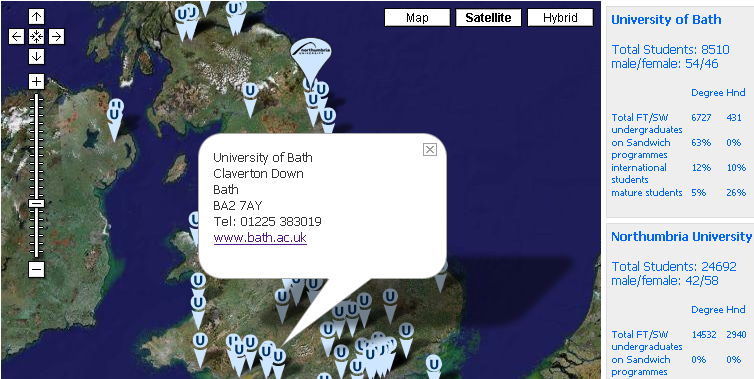 Map
Satellite
Hybrid
northumbria
UNIVERSITY
University of Bath
Claverton Down
Bath
BA2 7AY
Tel: 01225 383019
www.bath.ac.uk
University of Bath
Total Students: 8510
male/female: 54/46
Degree Hnd
Total FT/SW 6727 431
undergraduates
on Sandwich 63% 0%
programmes
international 12% 10%
students
mature students 5% 26%
Northumbria University
Total Students: 24692
male/female: 42/58
Degree Hnd
Total FT/SW 14532 2940
undergraduates
on Sandwich 0% 0%
programmes